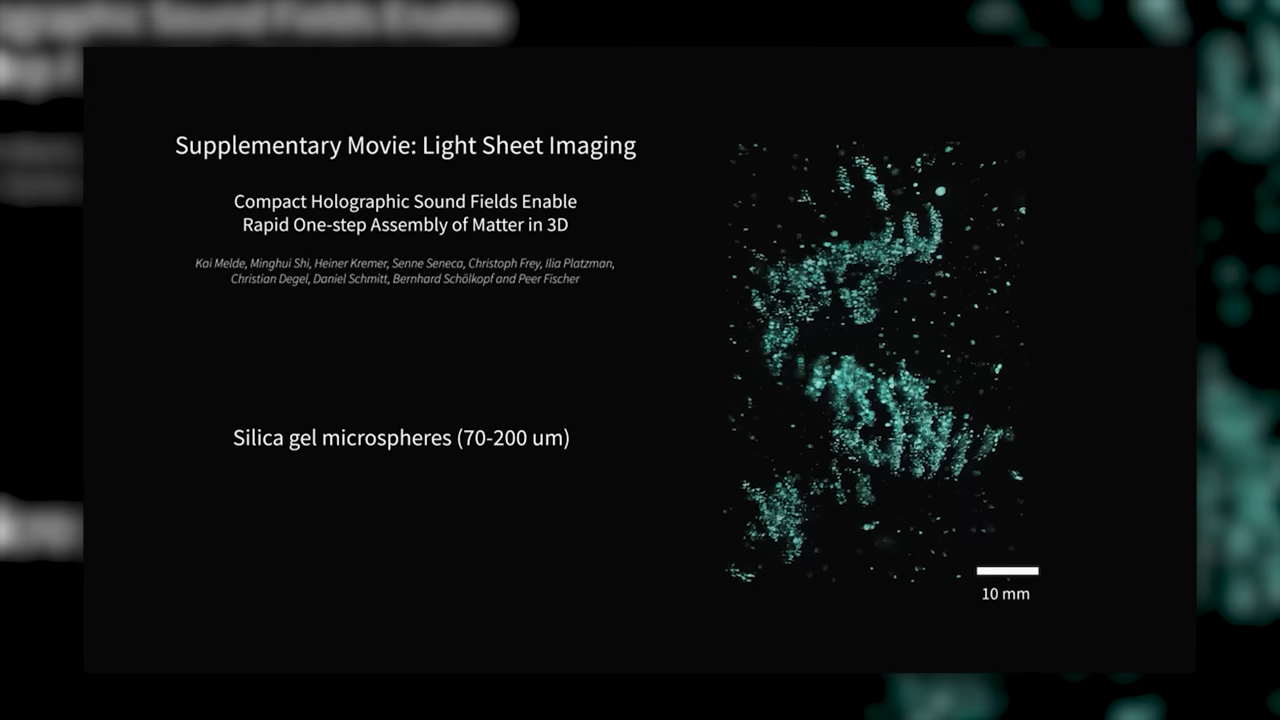 Supplementary Movie: Light Sheet Imaging
Compact Holographic Sound Fields Enable
Rapid One-step Assembly of Matter in 3D
Kai Melde, Minghui Shi, Heiner Kremer, Senne Seneca, Christoph Frey, Ilia Platzman,
Christian Degel, Daniel Schmitt, Bernhard Schölkopf and Peer Fischer
Silica gel microspheres (70-200 um)
10 mm